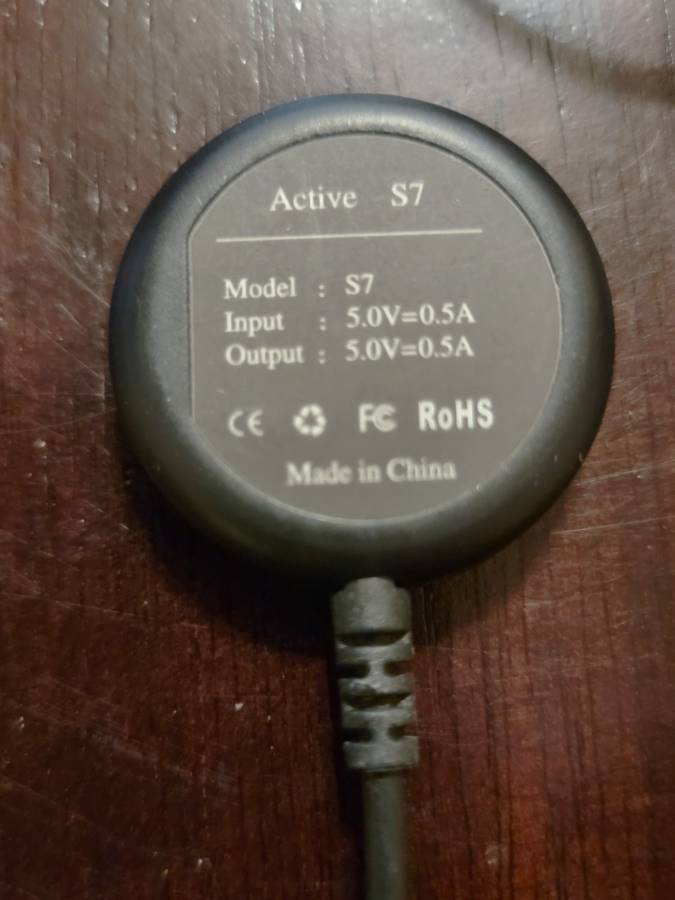 Active S7
Model : S7
Input : 5.0V=0.5A
Output : 5.0V=0.5A
CE FC RoHS
Made in China